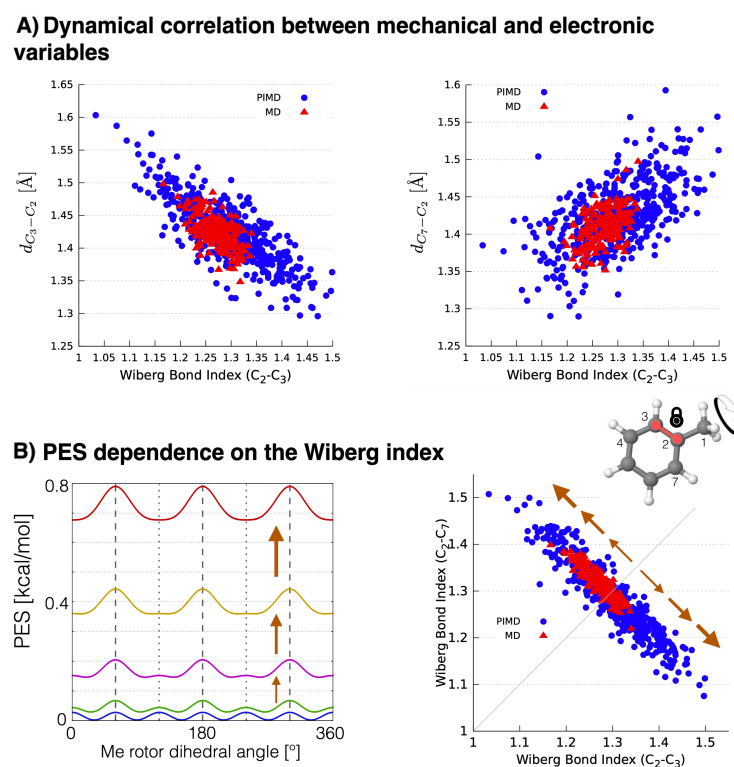 A) Dynamical correlation between mechanical and electronic
variables
1.65
1.6
1.55
1.5
1.45
1.4
1.35
1.3
1.25
d_{C3−C2} [Å]
PIMD
MD
1 1.05 1.1 1.15 1.2 1.25 1.3 1.35 1.4 1.45 1.5
Wiberg Bond Index (C₂-C₃)
1.6
1.55
1.5
1.45
1.4
1.35
1.3
1.25
d_{C7−C2} [Å]
PIMD
MD
1 1.05 1.1 1.15 1.2 1.25 1.3 1.35 1.4 1.45 1.5
Wiberg Bond Index (C₂-C₃)
B) PES dependence on the Wiberg index
0.8
0.4
0
PES [kcal/mol]
0 180 360
Me rotor dihedral angle [º]
3
4
2
1
7
1.5
1.4
1.3
1.2
1.1
1
Wiberg Bond Index (C₂-C₇)
PIMD
MD
1 1.1 1.2 1.3 1.4 1.5
Wiberg Bond Index (C₂-C₃)